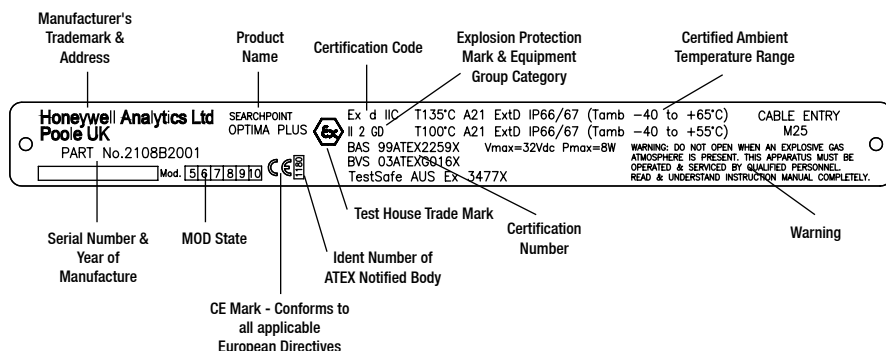 Manufacturer's
Trademark &
Address
Product
Name
Certification Code
Explosion Protection
Mark & Equipment
Group Category
Certified Ambient
Temperature Range
Honeywell Analytics Ltd
Poole UK
PART No.2108B2001
Mod. 5 6 7 8 9 10
SEARCHPOINT
OPTIMA PLUS
CE
1180
Ex
Ex d IIC T135°C A21 ExtD IP66/67 (Tamb -40 to +65°C)
II 2 GD T100°C A21 ExtD IP66/67 (Tamb -40 to +55°C)
BAS 99ATEX2259X Vmax=32Vdc Pmax=8W
BVS 03ATEXG016X
TestSafe AUS Ex 3477X
CABLE ENTRY
M25
WARNING: DO NOT OPEN WHEN AN EXPLOSIVE GAS
ATMOSPHERE IS PRESENT. THIS APPARATUS MUST BE
OPERATED & SERVICED BY QUALIFIED PERSONNEL.
READ & UNDERSTAND INSTRUCTION MANUAL COMPLETELY.
Serial Number &
Year of
Manufacture
MOD State
CE Mark - Conforms to
all applicable
European Directives
Ident Number of
ATEX Notified Body
Test House Trade Mark
Certification
Number
Warning